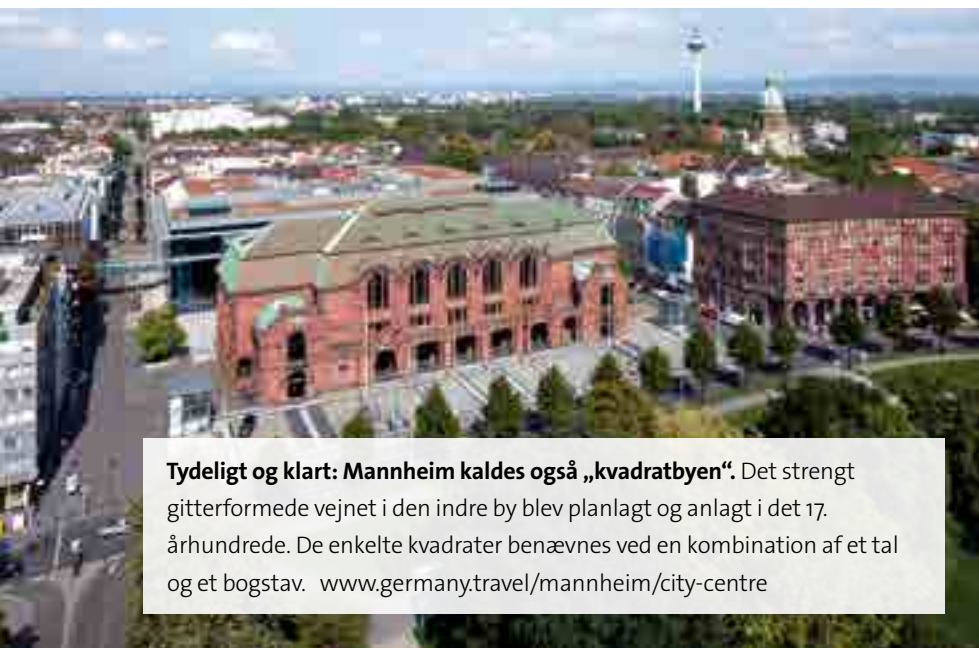 Tydeligt og klart: Mannheim kaldes også „kvadratbyen“. Det strengt
gitterformede vejnet i den indre by blev planlagt og anlagt i det 17.
århundrede. De enkelte kvadrater benævnes ved en kombination af et tal
og et bogstav. www.germany.travel/mannheim/city-centre